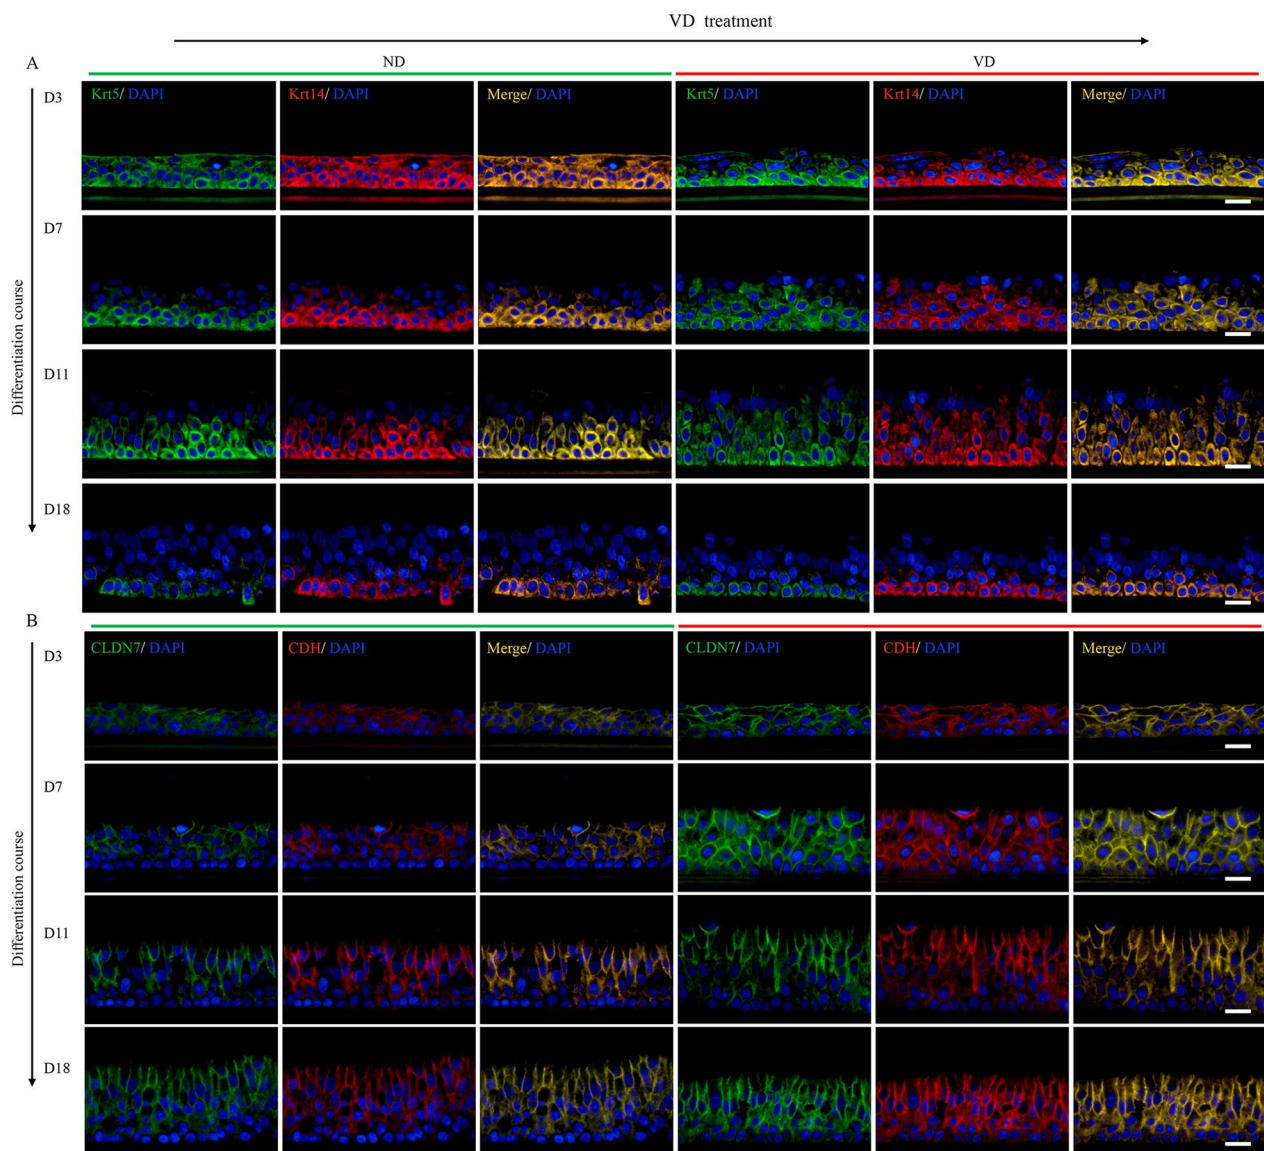 VD treatment
A
ND
VD
D3
Krt5/ DAPI
Krt14/ DAPI
Merge/ DAPI
Krt5/ DAPI
Krt14/ DAPI
Merge/ DAPI
D7
Differentiation course
D11
D18
B
D3
CLDN7/ DAPI
CDH/ DAPI
Merge/ DAPI
CLDN7/ DAPI
CDH/ DAPI
Merge/ DAPI
D7
Differentiation course
D11
D18